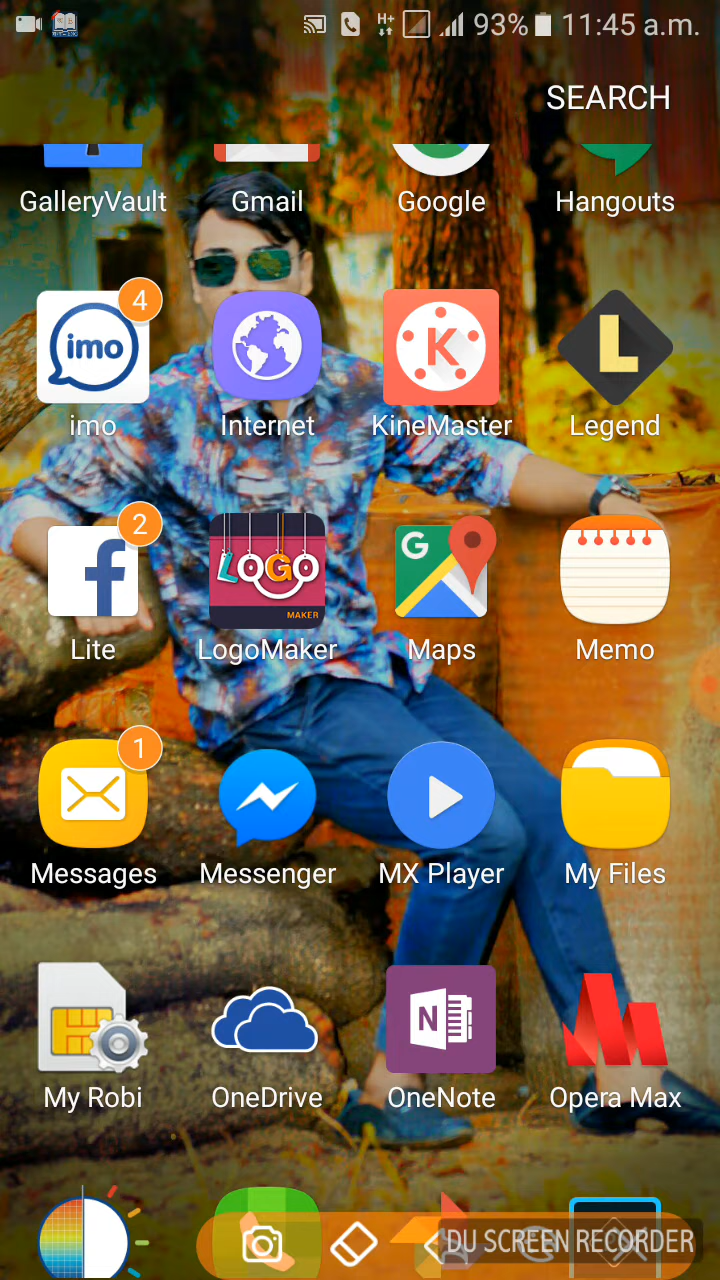 H+ 93% 11:45 a.m.
SEARCH
GalleryVault Gmail Google Hangouts
4
imo K L
imo Internet KineMaster Legend
2
f LOGO G
MAKER
Lite LogoMaker Maps Memo
1
Messages Messenger MX Player My Files
N
My Robi OneDrive OneNote Opera Max
DU SCREEN RECORDER